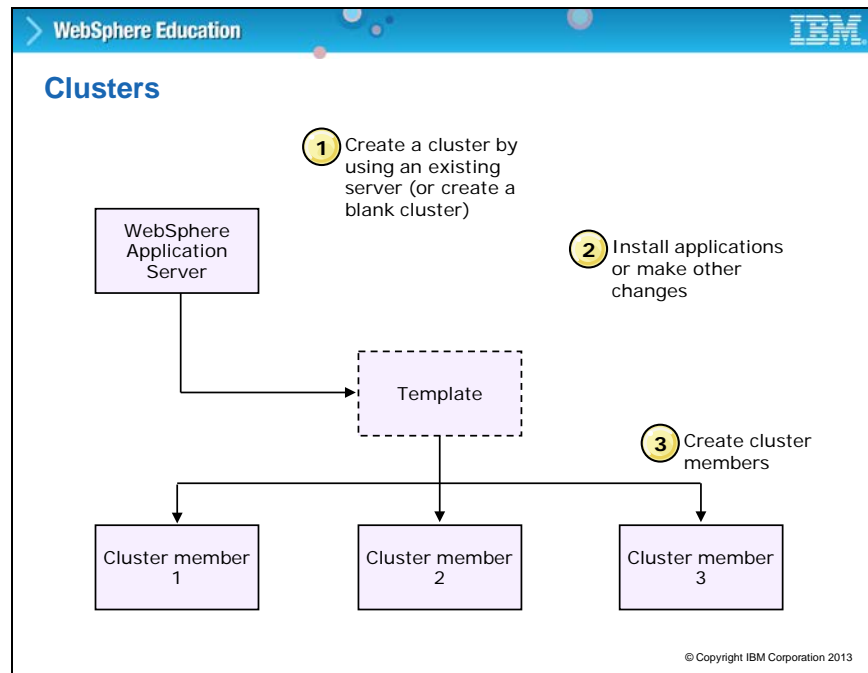 WebSphere Education
IBM
Clusters
1
Create a cluster by
using an existing
server (or create a
blank cluster)
WebSphere
Application
Server
2
Install applications
or make other
changes
Template
3
Create cluster
members
Cluster member
1
Cluster member
2
Cluster member
3
© Copyright IBM Corporation 2013